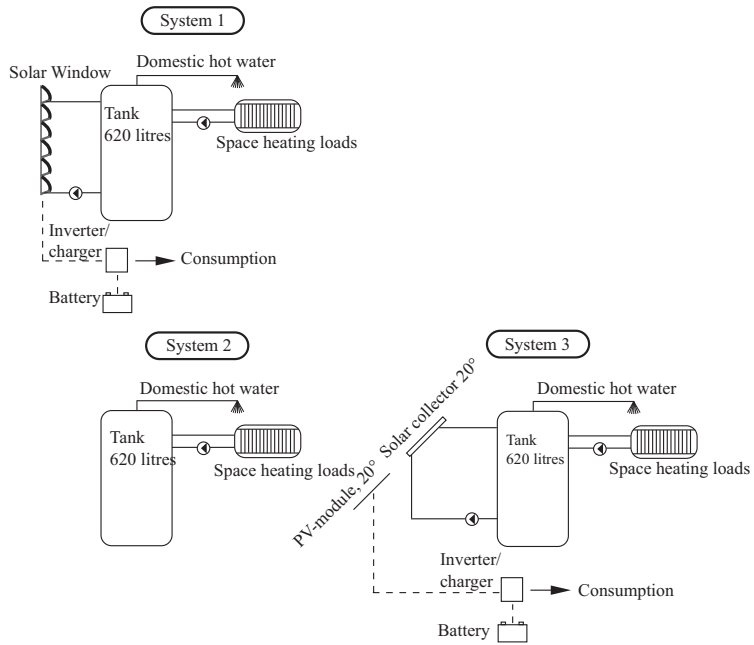 System 1
Domestic hot water
Solar Window
Tank
620 litres
Space heating loads
Inverter/
charger
Consumption
Battery
System 2
Domestic hot water
Tank
620 litres
Space heating loads
System 3
Domestic hot water
Solar collector 20°
PV-module, 20°
Tank
620 litres
Space heating loads
Inverter/
charger
Consumption
Battery